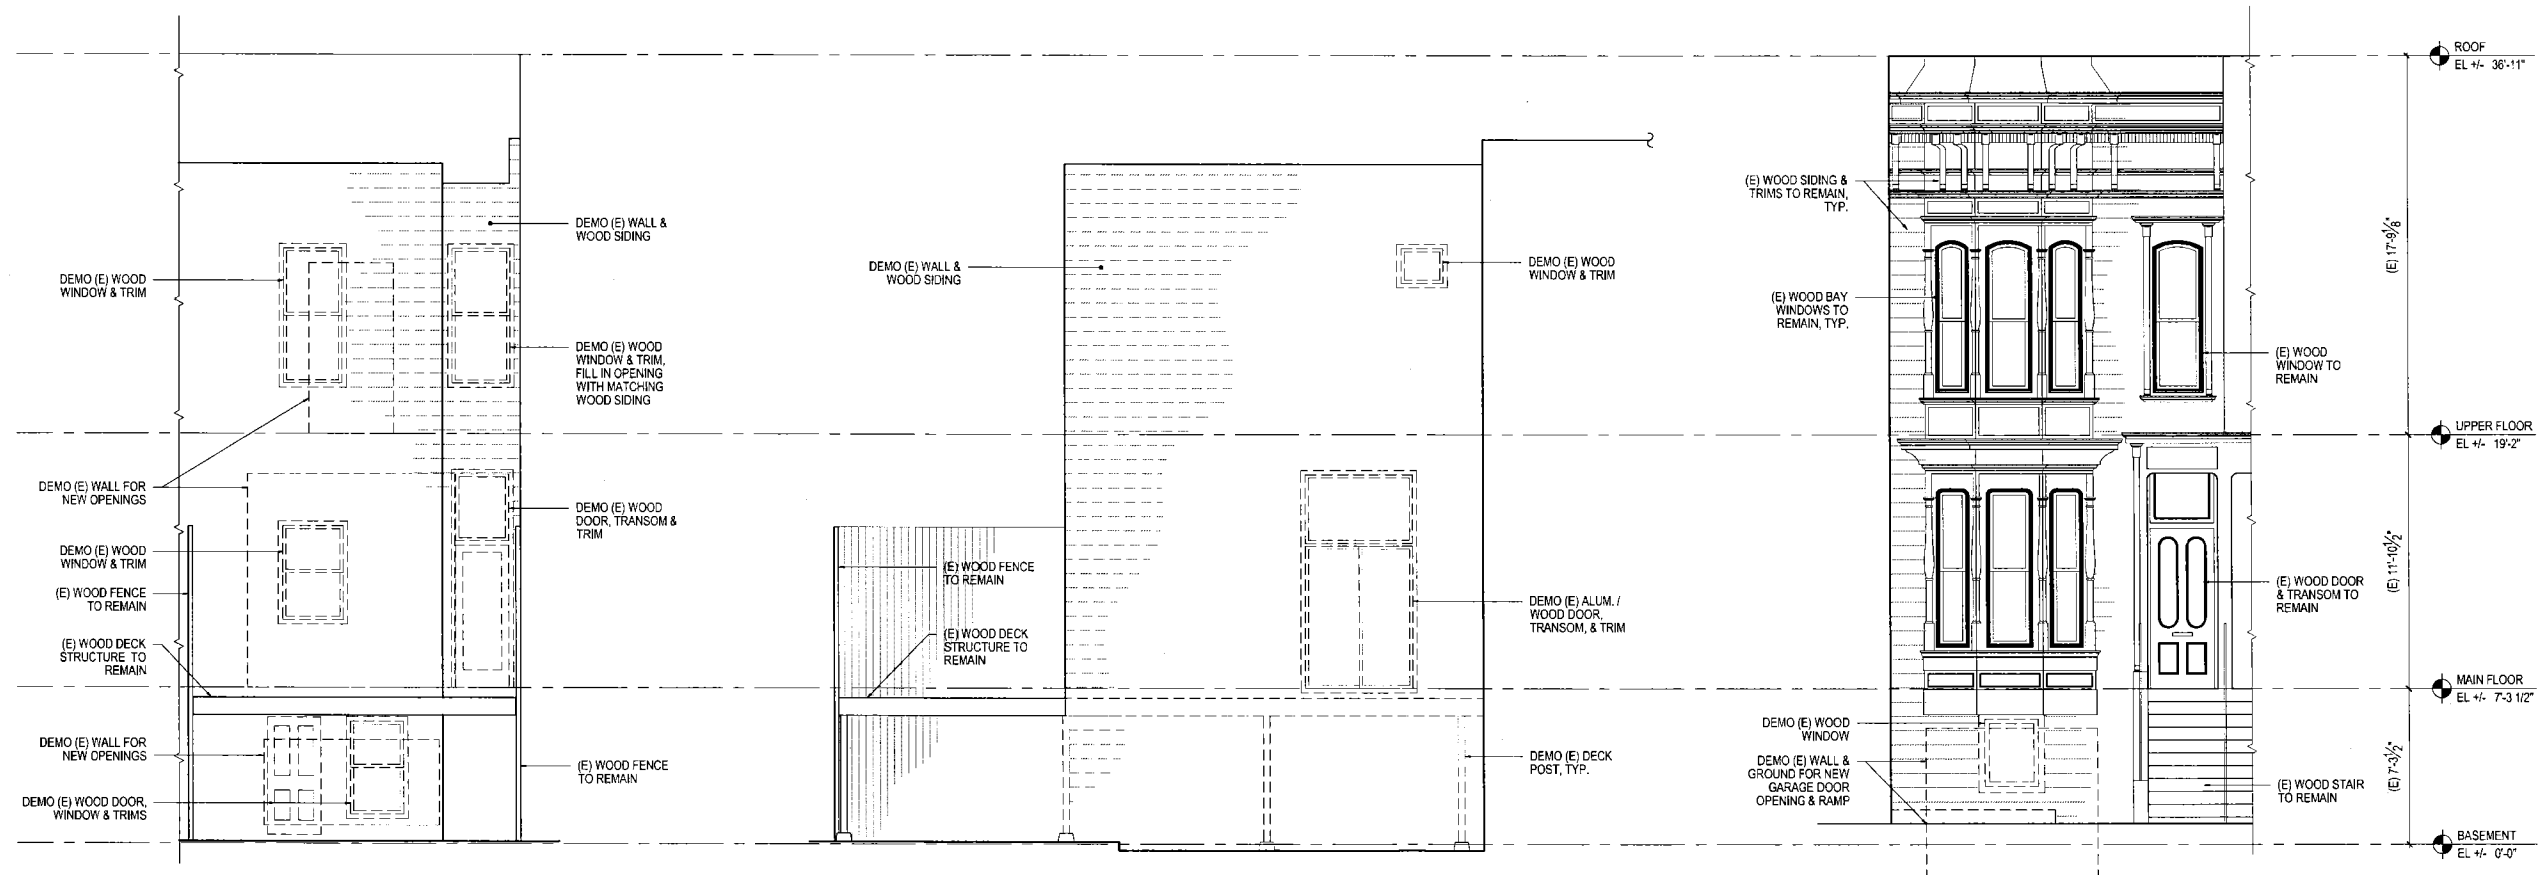 DEMO (E) WALL &
WOOD SIDING
DEMO (E) WOOD
WINDOW & TRIM
DEMO (E) WOOD
WINDOW & TRIM,
FILL IN OPENING
WITH MATCHING
WOOD SIDING
DEMO (E) WALL FOR
NEW OPENINGS
DEMO (E) WOOD
DOOR, TRANSOM &
TRIM
DEMO (E) WOOD
WINDOW & TRIM
(E) WOOD FENCE
TO REMAIN
(E) WOOD DECK
STRUCTURE TO
REMAIN
DEMO (E) WALL FOR
NEW OPENINGS
(E) WOOD FENCE
TO REMAIN
DEMO (E) WOOD DOOR,
WINDOW & TRIMS
DEMO (E) WALL &
WOOD SIDING
DEMO (E) WOOD
WINDOW & TRIM
(E) WOOD FENCE
TO REMAIN
(E) WOOD DECK
STRUCTURE TO
REMAIN
DEMO (E) ALUM. /
WOOD DOOR,
TRANSOM, & TRIM
DEMO (E) DECK
POST, TYP.
(E) WOOD SIDING &
TRIMS TO REMAIN,
TYP.
(E) WOOD BAY
WINDOWS TO
REMAIN, TYP.
(E) WOOD
WINDOW TO
REMAIN
(E) WOOD DOOR
& TRANSOM TO
REMAIN
DEMO (E) WOOD
WINDOW
DEMO (E) WALL &
GROUND FOR NEW
GARAGE DOOR
OPENING & RAMP
(E) WOOD STAIR
TO REMAIN
ROOF
EL +/- 36'-11"
(E) 17'-9 1/8"
UPPER FLOOR
EL +/- 19'-2"
(E) 11'-10 1/2"
MAIN FLOOR
EL +/- 7'-3 1/2"
(E) 7'-3 1/2"
BASEMENT
EL +/- 0'-0"